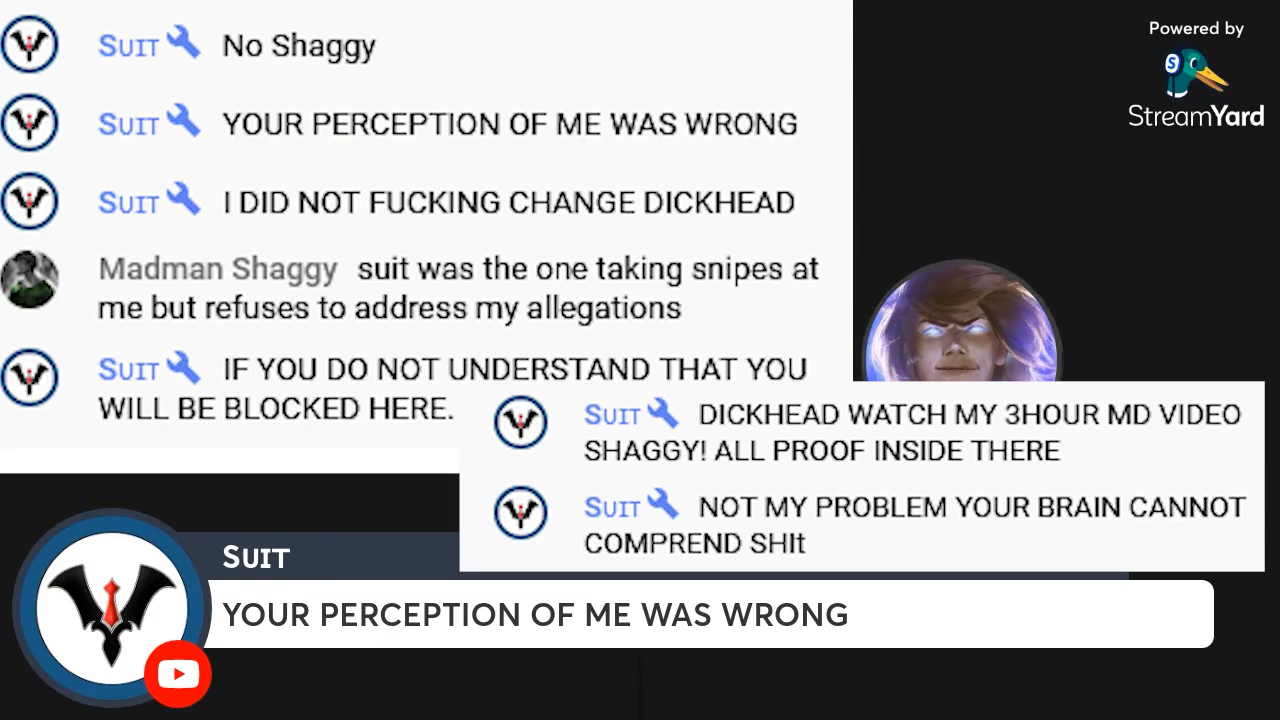 Suit No Shaggy
Suit YOUR PERCEPTION OF ME WAS WRONG
Suit I DID NOT FUCKING CHANGE DICKHEAD
Madman Shaggy suit was the one taking snipes at
me but refuses to address my allegations
Suit IF YOU DO NOT UNDERSTAND THAT YOU
WILL BE BLOCKED HERE.
Suit DICKHEAD WATCH MY 3HOUR MD VIDEO
SHAGGY! ALL PROOF INSIDE THERE
Suit NOT MY PROBLEM YOUR BRAIN CANNOT
COMPREND SHIt
Suit
YOUR PERCEPTION OF ME WAS WRONG
Powered by
S
StreamYard